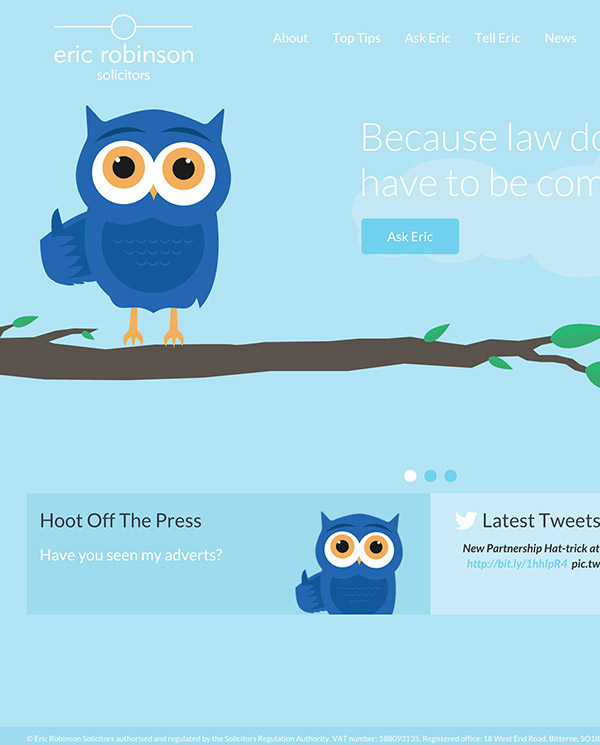 eric robinson
solicitors
About Top Tips Ask Eric Tell Eric News
Because law do
have to be com
Ask Eric
Hoot Off The Press
Have you seen my adverts?
Latest Tweets
New Partnership Hat-trick at
http://bit.ly/1hhlpR4 pic.tw
© Eric Robinson Solicitors authorised and regulated by the Solicitors Regulation Authority, VAT number: 188093135. Registered office: 18 West End Road, Bitterne, SO18